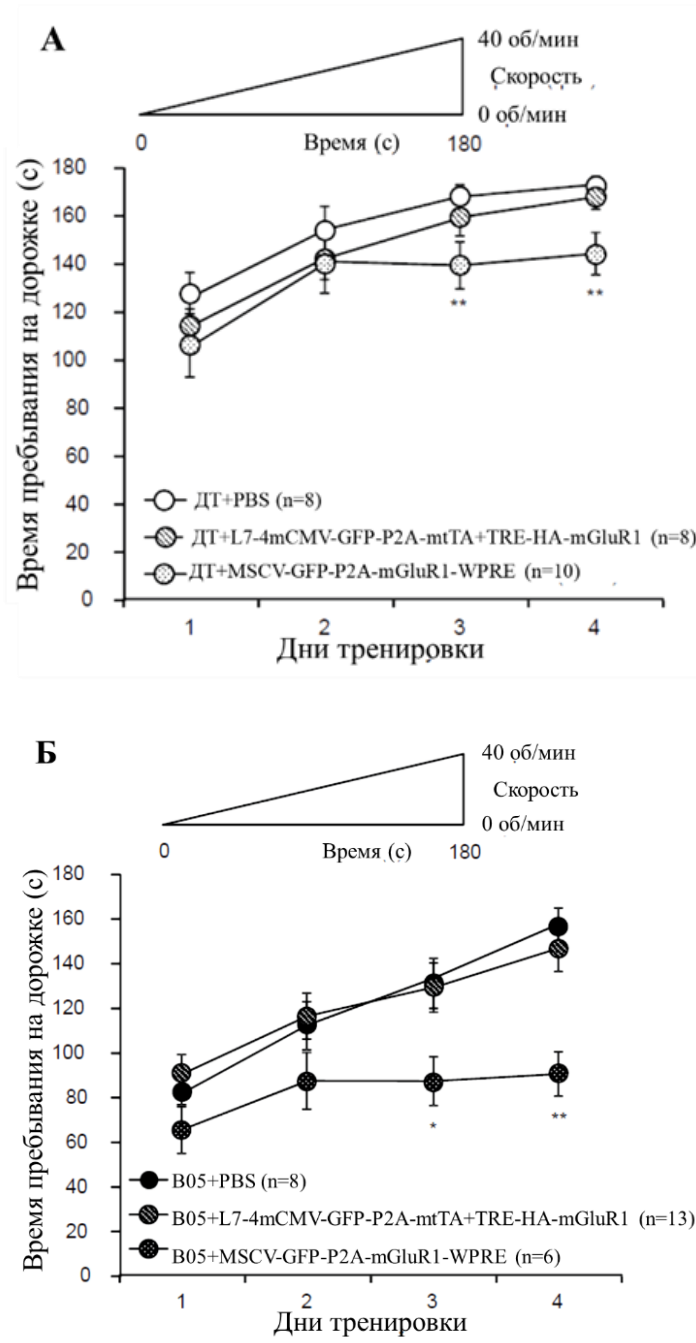 А
40 об/мин
Скорость
0 об/мин
0
Время (с)
180
Время пребывания на дорожке (с)
180
160
140
120
100
80
60
40
20
0
**
**
ДТ+PBS (n=8)
ДТ+L7-4mCMV-GFP-P2A-mtTA+TRE-HA-mGluR1 (n=8)
ДТ+MSCV-GFP-P2A-mGluR1-WPRE (n=10)
1 2 3 4
Дни тренировки
Б
40 об/мин
Скорость
0 об/мин
0
Время (с)
180
Время пребывания на дорожке (с)
180
160
140
120
100
80
60
40
20
0
*
**
B05+PBS (n=8)
B05+L7-4mCMV-GFP-P2A-mtTA+TRE-HA-mGluR1 (n=13)
B05+MSCV-GFP-P2A-mGluR1-WPRE (n=6)
1 2 3 4
Дни тренировки